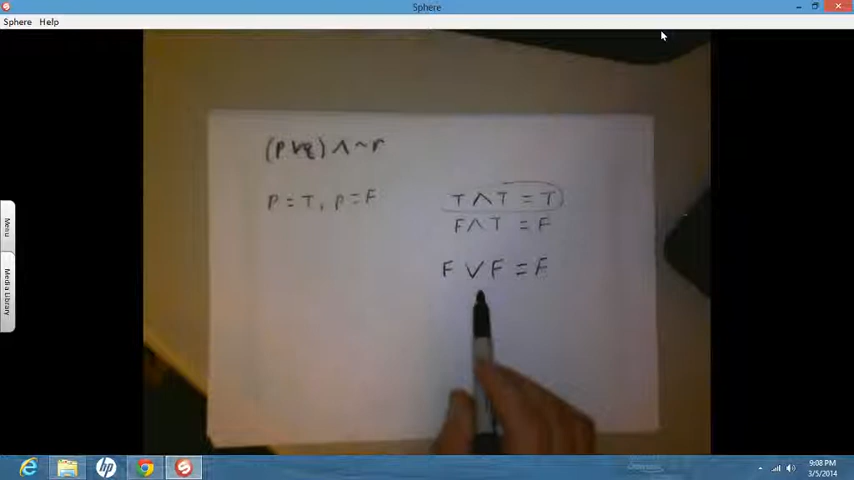 Sphere
Sphere Help
(p∨q) ∧ ~r
P = T, p = F
T ∧ T = T
F ∧ T = F
F ∨ F = F
Menu
Media Library
9:08 PM
3/5/2014